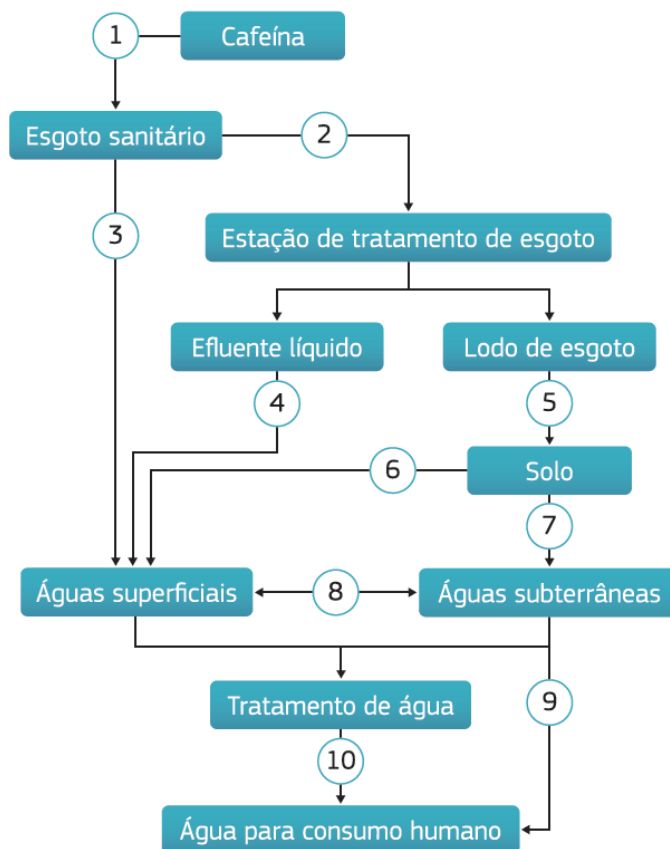 1
Cafeína
Esgoto sanitário
2
3
Estação de tratamento de esgoto
Efluente líquido
Lodo de esgoto
4
5
6
Solo
7
Águas superficiais
8
Águas subterrâneas
Tratamento de água
9
10
Água para consumo humano